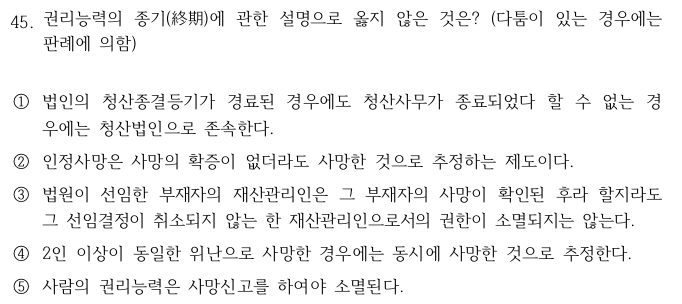 45. 권리능력의 종기(終期)에 관한 설명으로 옳지 않은 것은? (다툼이 있는 경우에는
판례에 의함)
① 법인의 청산종결등기가 경료된 경우에도 청산사무가 종료되었다 할 수 없는 경
우에는 청산법인으로 존속한다.
② 인정사망은 사망의 확증이 없더라도 사망한 것으로 추정하는 제도이다.
③ 법원이 선임한 부재자의 재산관리인은 그 부재자의 사망이 확인된 후라 할지라도
그 선임결정이 취소되지 않는 한 재산관리인으로서의 권한이 소멸되지는 않는다.
④ 2인 이상이 동일한 위난으로 사망한 경우에는 동시에 사망한 것으로 추정한다.
⑤ 사람의 권리능력은 사망신고를 하여야 소멸된다.